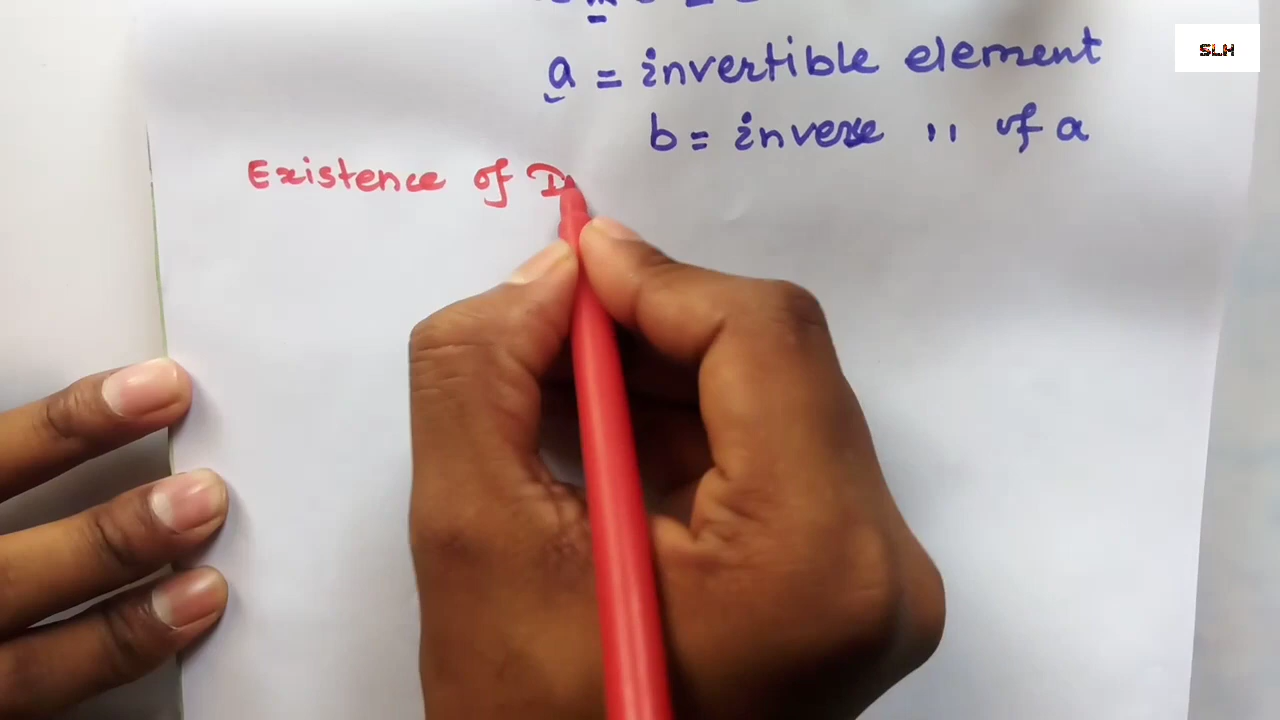 a = invertible element
SLH
b = inverse " of a
Existence of I